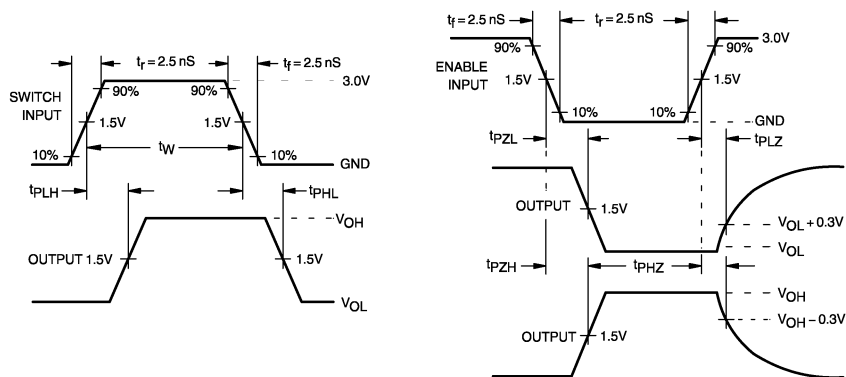 tr = 2.5 nS
tf = 2.5 nS
3.0V
90%
90%
SWITCH
INPUT
1.5V
1.5V
tW
10%
10%
GND
tPLH
tPHL
VOH
OUTPUT 1.5V
1.5V
VOL
tf = 2.5 nS
tr = 2.5 nS
3.0V
90%
90%
ENABLE
INPUT
1.5V
1.5V
10%
10%
GND
tPZL
tPLZ
OUTPUT
1.5V
VOL + 0.3V
VOL
tPZH
tPHZ
VOH
VOH − 0.3V
OUTPUT
1.5V